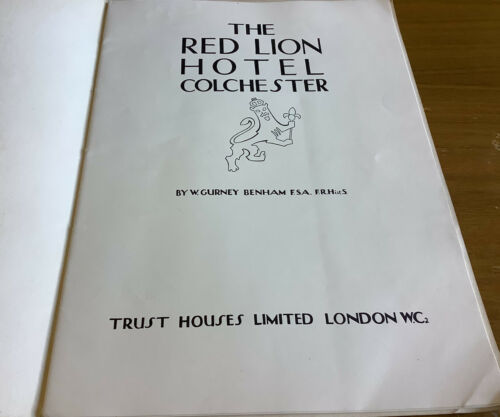 THE
RED LION
HOTEL
COLCHESTER
BY W. GURNEY BENHAM F.S.A. F.R.Hist.S.
TRUST HOUSES LIMITED LONDON W.C.2